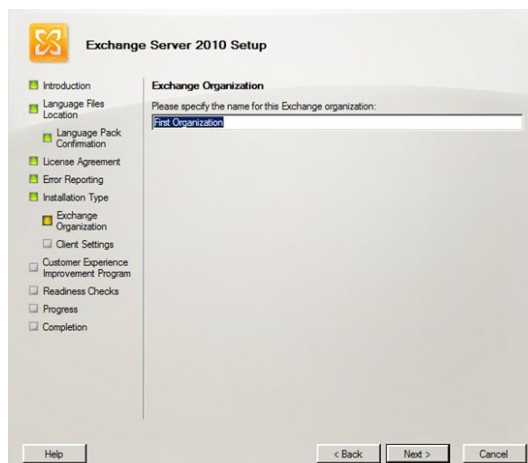 Exchange Server 2010 Setup
Introduction
Language Files
Location
Language Pack
Confirmation
License Agreement
Error Reporting
Installation Type
Exchange
Organization
Client Settings
Customer Experience
Improvement Program
Readiness Checks
Progress
Completion
Exchange Organization
Please specify the name for this Exchange organization:
First Organization
Help
< Back
Next >
Cancel